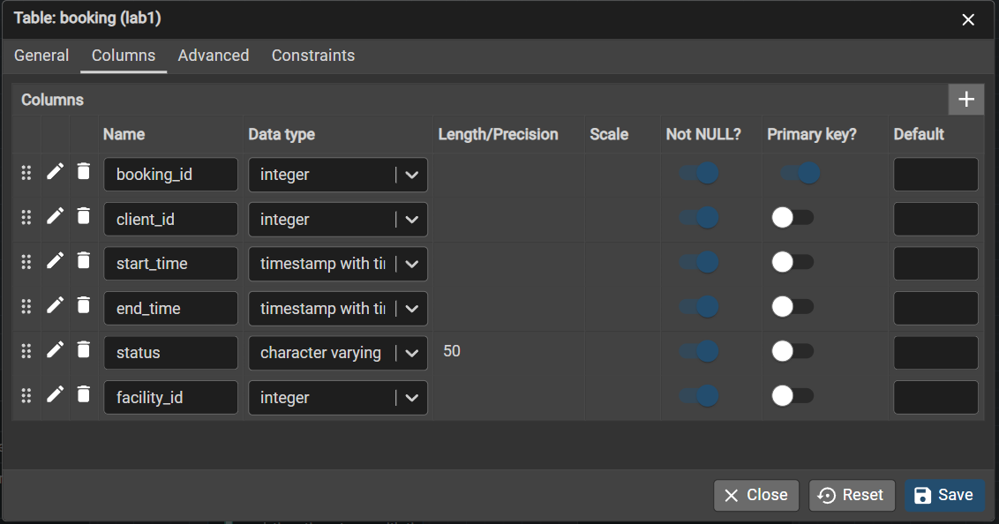 Table: booking (lab1)
General Columns Advanced Constraints
Columns
Name Data type Length/Precision Scale Not NULL? Primary key? Default
booking_id integer
client_id integer
start_time timestamp with
end_time timestamp with
status character varying 50
facility_id integer
Close Reset Save